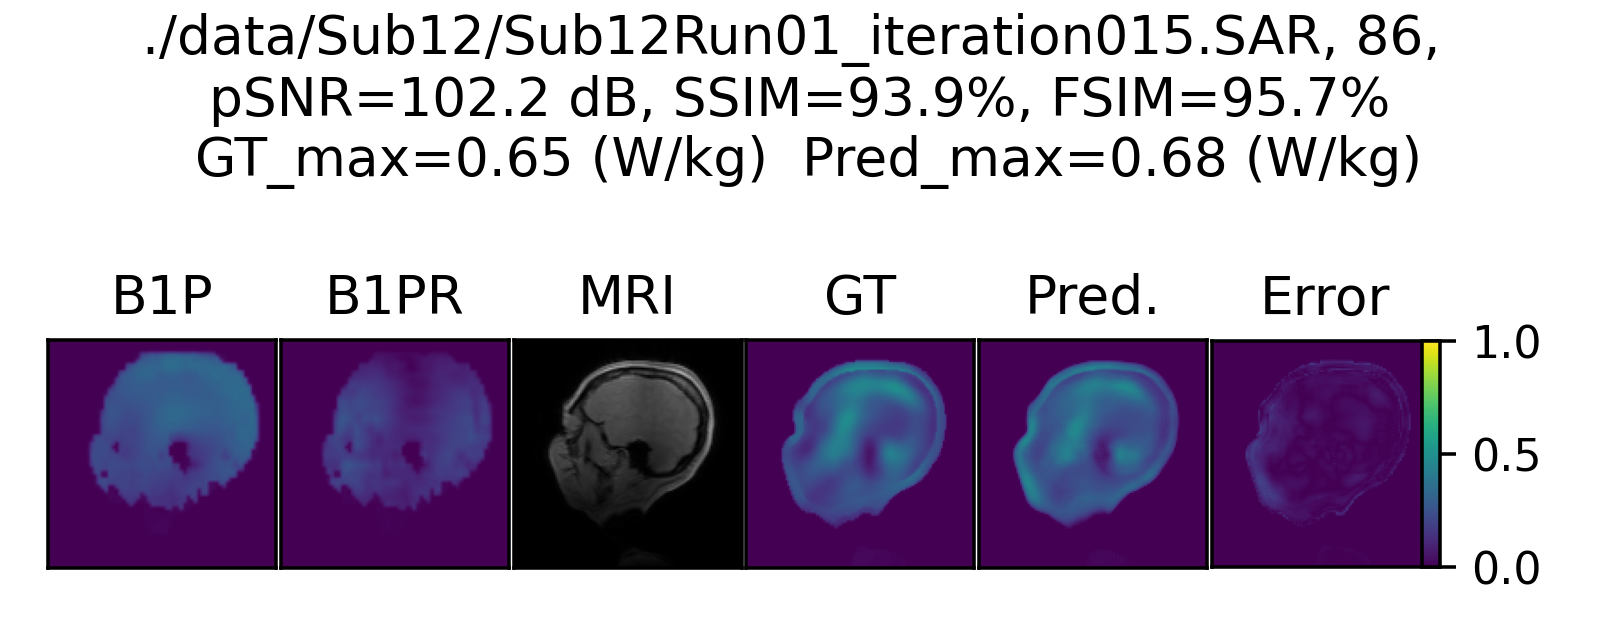 ./data/Sub12/Sub12Run01_iteration015.SAR, 86,
pSNR=102.2 dB, SSIM=93.9%, FSIM=95.7%
GT_max=0.65 (W/kg)  Pred_max=0.68 (W/kg)
B1P B1PR MRI GT Pred. Error
1.0
0.5
0.0